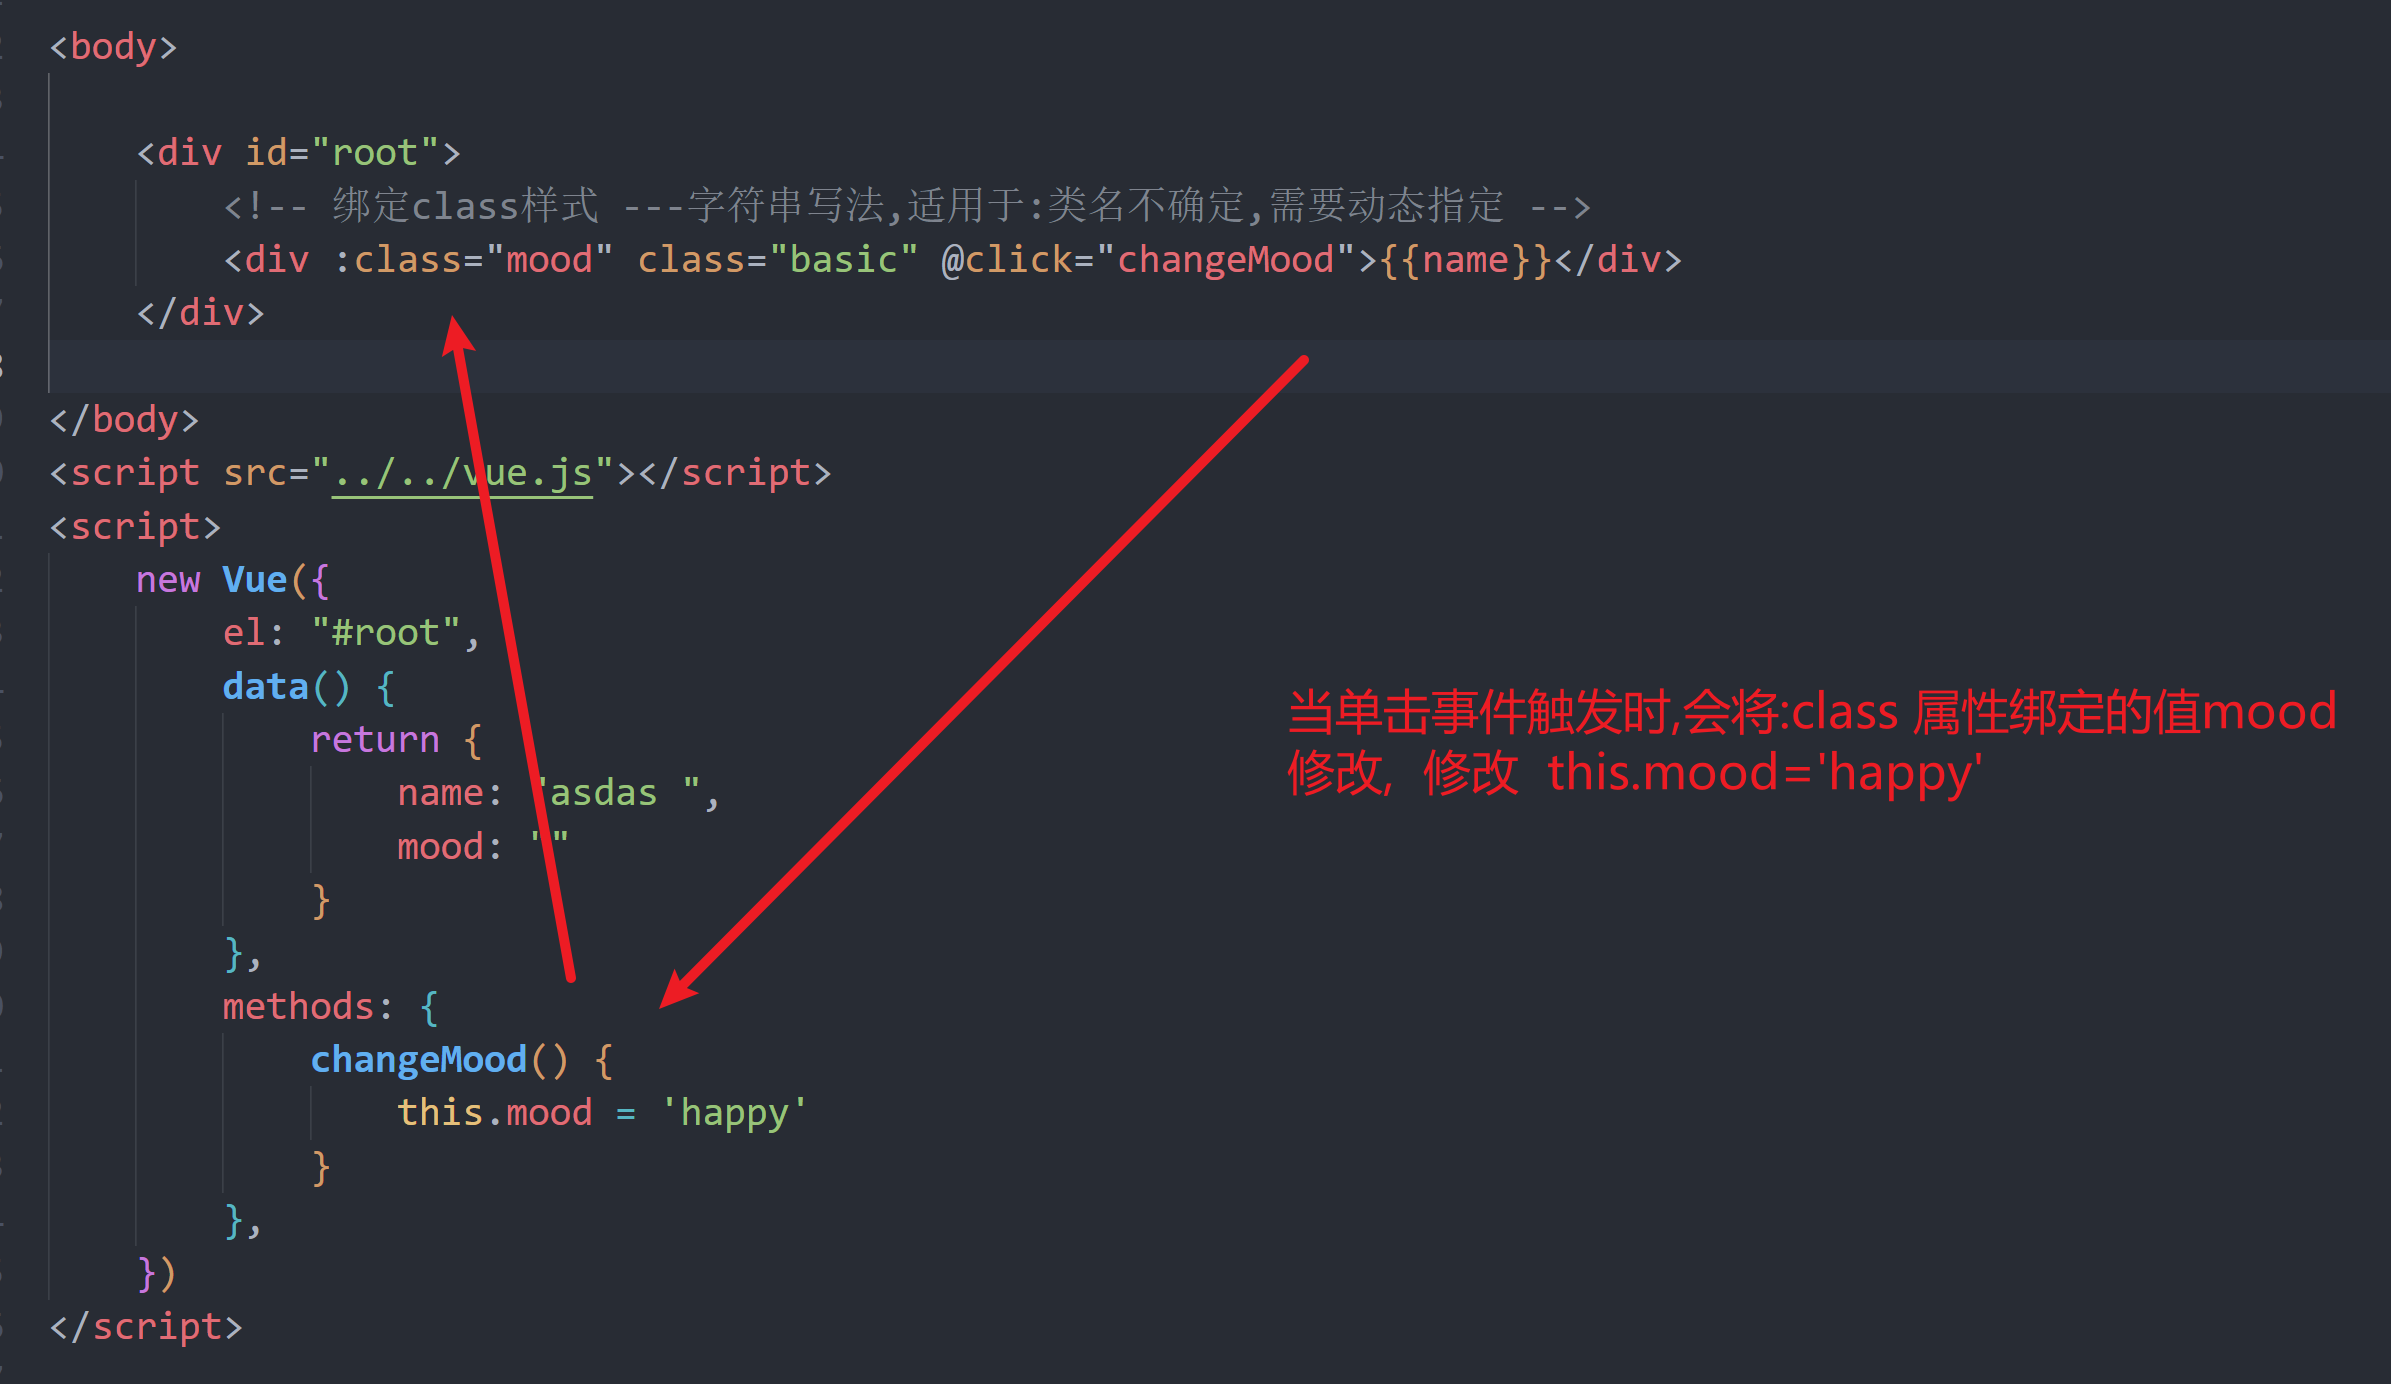 <body>
<div id="root">
<!-- 绑定class样式 ---字符串写法,适用于:类名不确定,需要动态指定 -->
<div :class="mood" class="basic" @click="changeMood">{{name}}</div>
</div>
</body>
<script src="../../vue.js"></script>
<script>
new Vue({
el: "#root",
data() {
return {
name: "asdas ",
mood: ""
}
},
methods: {
changeMood() {
this.mood = 'happy'
}
},
})
</script>
当单击事件触发时,会将:class 属性绑定的值mood
修改, 修改 this.mood='happy'